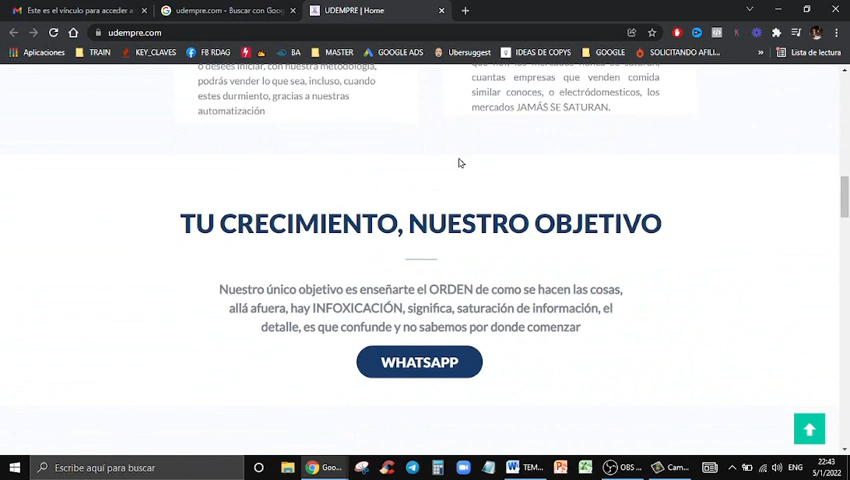 Este es el vínculo para acceder a
udempre.com - Buscar con Goog
UDEMPRE | Home
udempre.com
Aplicaciones
TRAIN
KEY_CLAVES
FB RDAG
BA
MASTER
GOOGLE ADS
Ubersuggest
IDEAS DE COPYS
GOOGLE
SOLICITANDO AFILI...
Lista de lectura
o desees iniciar, con nuestra metodología,
podrás vender lo que sea, incluso, cuando
estes durmiento, gracias a nuestras
automatización
cuantas empresas que venden comida
similar conoces, o electródomesticos, los
mercados JAMÁS SE SATURAN.
TU CRECIMIENTO, NUESTRO OBJETIVO
Nuestro único objetivo es enseñarte el ORDEN de como se hacen las cosas,
allá afuera, hay INFOXICACIÓN, significa, saturación de información, el
detalle, es que confunde y no sabemos por donde comenzar
WHATSAPP
Escribe aquí para buscar
Goo...
TEM...
OBS ...
Cam...
ENG
22:43
5/1/2022